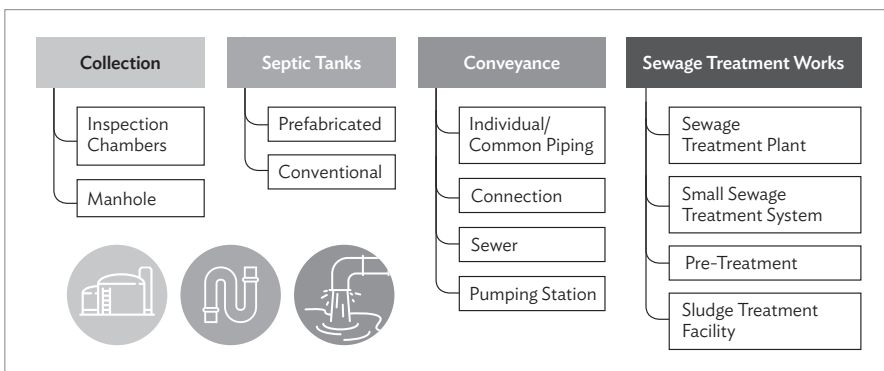 Collection
Inspection
Chambers
Manhole
Septic Tanks
Prefabricated
Conventional
Conveyance
Individual/
Common Piping
Connection
Sewer
Pumping Station
Sewage Treatment Works
Sewage
Treatment Plant
Small Sewage
Treatment System
Pre-Treatment
Sludge Treatment
Facility